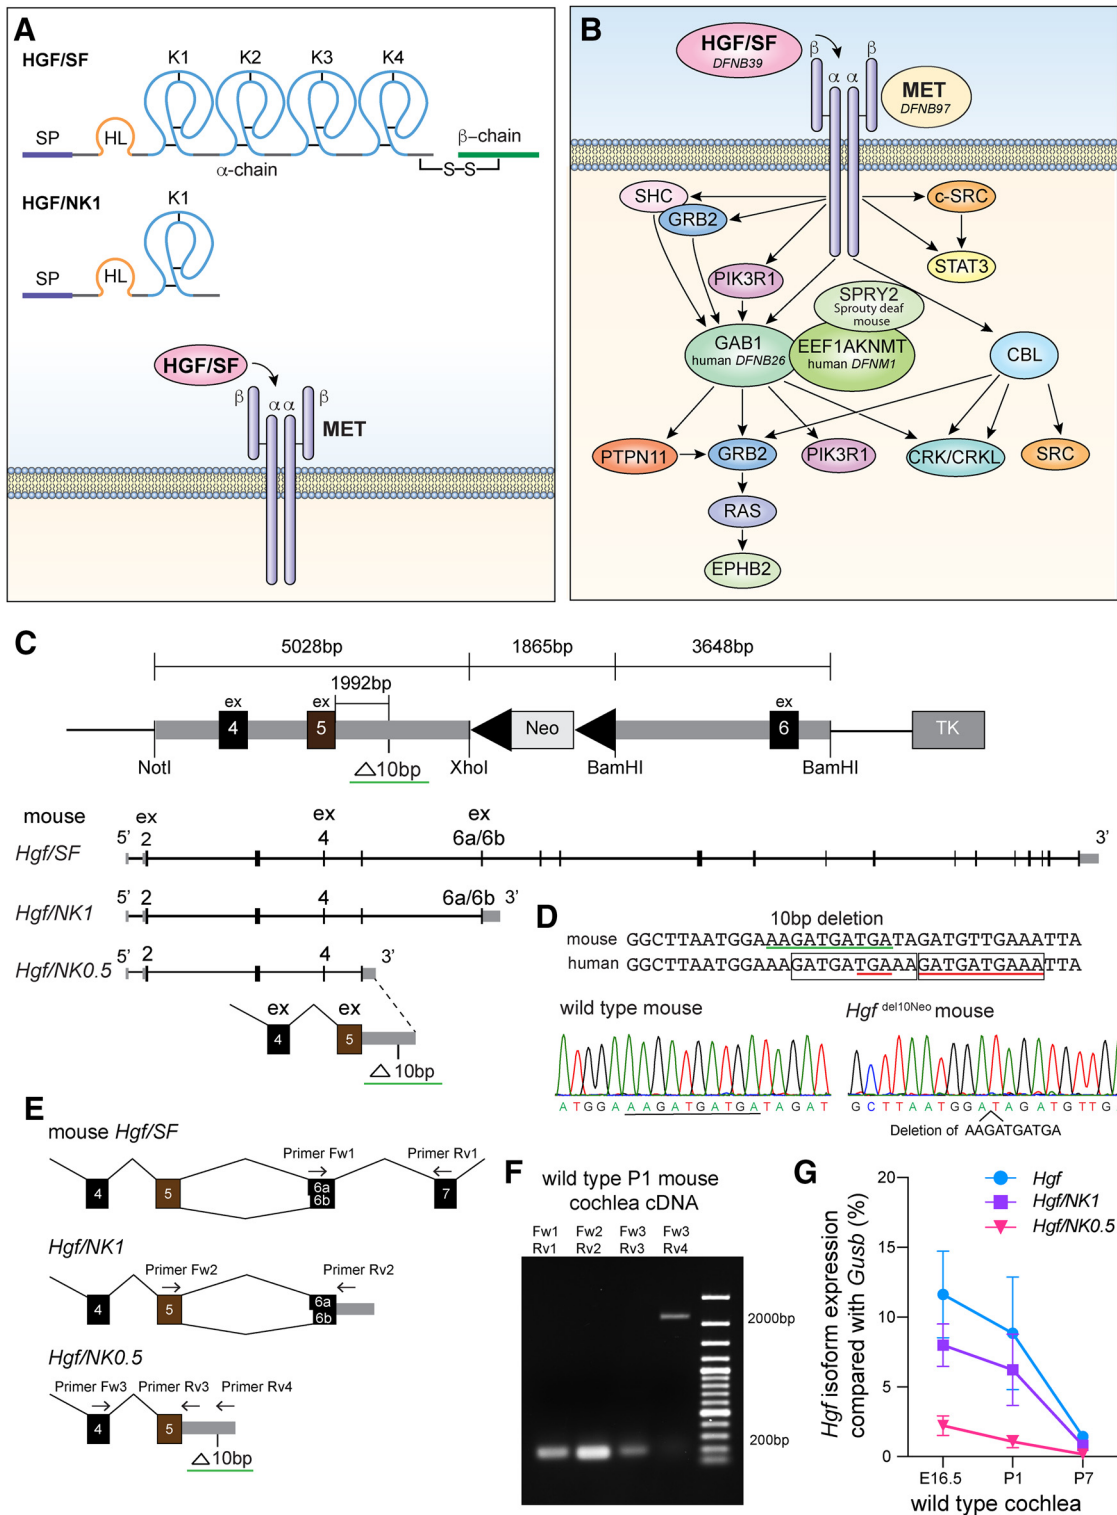 A
HGF/SF
K1 K2 K3 K4
SP HL β-chain
α-chain S-S
HGF/NK1
K1
SP HL
HGF/SF
β α α β
MET
B
HGF/SF
DFNB39
β α α β
MET
DFNB97
SHC c-SRC
GRB2
STAT3
PIK3R1
SPRY2
Sprouty deaf
mouse
GAB1
human DFNB26
EEF1AKNMT
human DFNM1
CBL
PTPN11 GRB2 PIK3R1 CRK/CRKL SRC
RAS
EPHB2
C
5028bp 1865bp 3648bp
1992bp
ex ex ex
4 5 Neo 6 TK
NotI △10bp XhoI BamHI BamHI
mouse ex ex ex
5' 2 4 6a/6b 3'
Hgf/SF
5' 2 4 6a/6b 3'
Hgf/NK1
5' 2 4 3'
Hgf/NK0.5
ex ex
4 5
△10bp
D
10bp deletion
mouse GGCTTAATGGAAAGATGATGATAGATGTTGAAATTA
human GGCTTAATGGAAAGATGATGAAAGATGATGAAATTA
wild type mouse Hgf del10Neo mouse
A T G G A A A G A T G A T G A T A G A T
G C T T A A T G G A T A G A T G T T G
Deletion of AAGATGATGA
E
mouse Hgf/SF
Primer Fw1 Primer Rv1
4 5 6a 6b 7
Hgf/NK1
Primer Fw2 Primer Rv2
4 5 6a 6b
Hgf/NK0.5
Primer Fw3 Primer Rv3 Primer Rv4
4 5
△10bp
F
wild type P1 mouse
cochlea cDNA
Fw1 Fw2 Fw3 Fw3
Rv1 Rv2 Rv3 Rv4
2000bp
200bp
G
Hgf
Hgf/NK1
Hgf/NK0.5
Hgf isoform expression
compared with Gusb (%)
20
15
10
5
0
E16.5 P1 P7
wild type cochlea